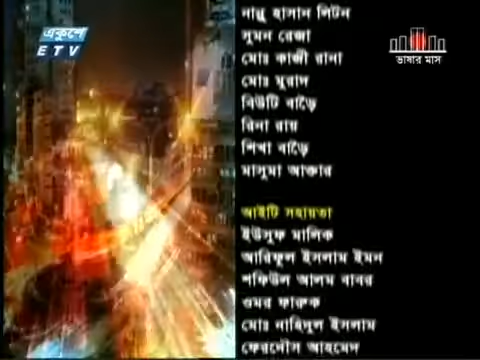 একুশে
ETV
ভাষার মাস
নান্নু হাসান লিটন
সুমন রেজা
মোঃ কাজী রানা
মোঃ মুরাদ
বিউটি বাড়ৈ
রিনা রায়
শিখা বাড়ৈ
মাসুমা আক্তার
আইটি সহায়তা
ইউসুফ মালিক
আরিফুল ইসলাম ইমন
শফিউল আলম বাবর
ওমর ফারুক
মোঃ নাহিদুল ইসলাম
ফেরদৌস আহমেদ